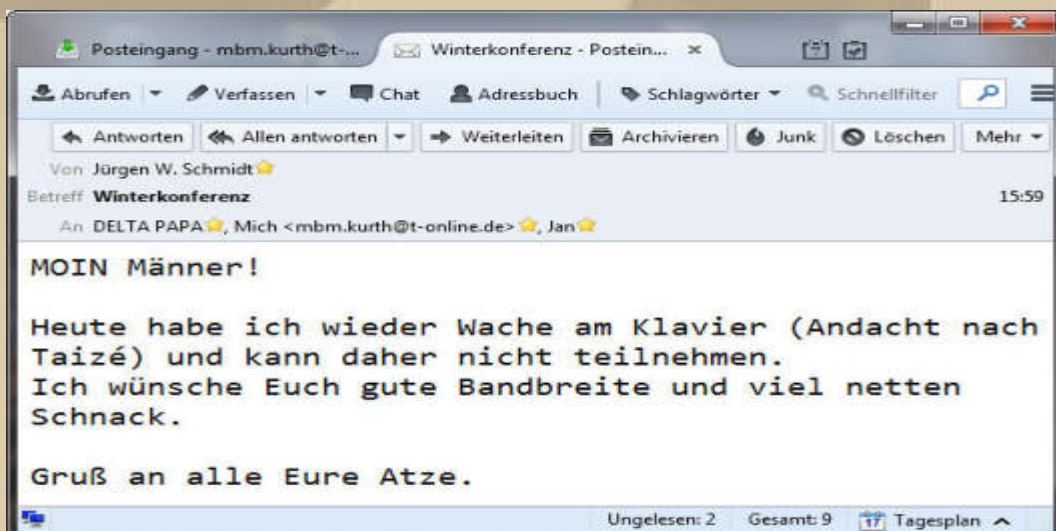 Posteingang - mbm.kurth@t-... Winterkonferenz - Postein...
Abrufen Verfassen Chat Adressbuch Schlagwörter Schnellfilter
Antworten Allen antworten Weiterleiten Archivieren Junk Löschen Mehr
Von Jürgen W. Schmidt
Betreff Winterkonferenz 15:59
An DELTA PAPA, Mich <mbm.kurth@t-online.de>, Jan
MOIN Männer!
Heute habe ich wieder Wache am Klavier (Andacht nach
Taizé) und kann daher nicht teilnehmen.
Ich wünsche Euch gute Bandbreite und viel netten
Schnack.
Gruß an alle Eure Atze.
Ungelesen: 2 Gesamt: 9 17 Tagesplan